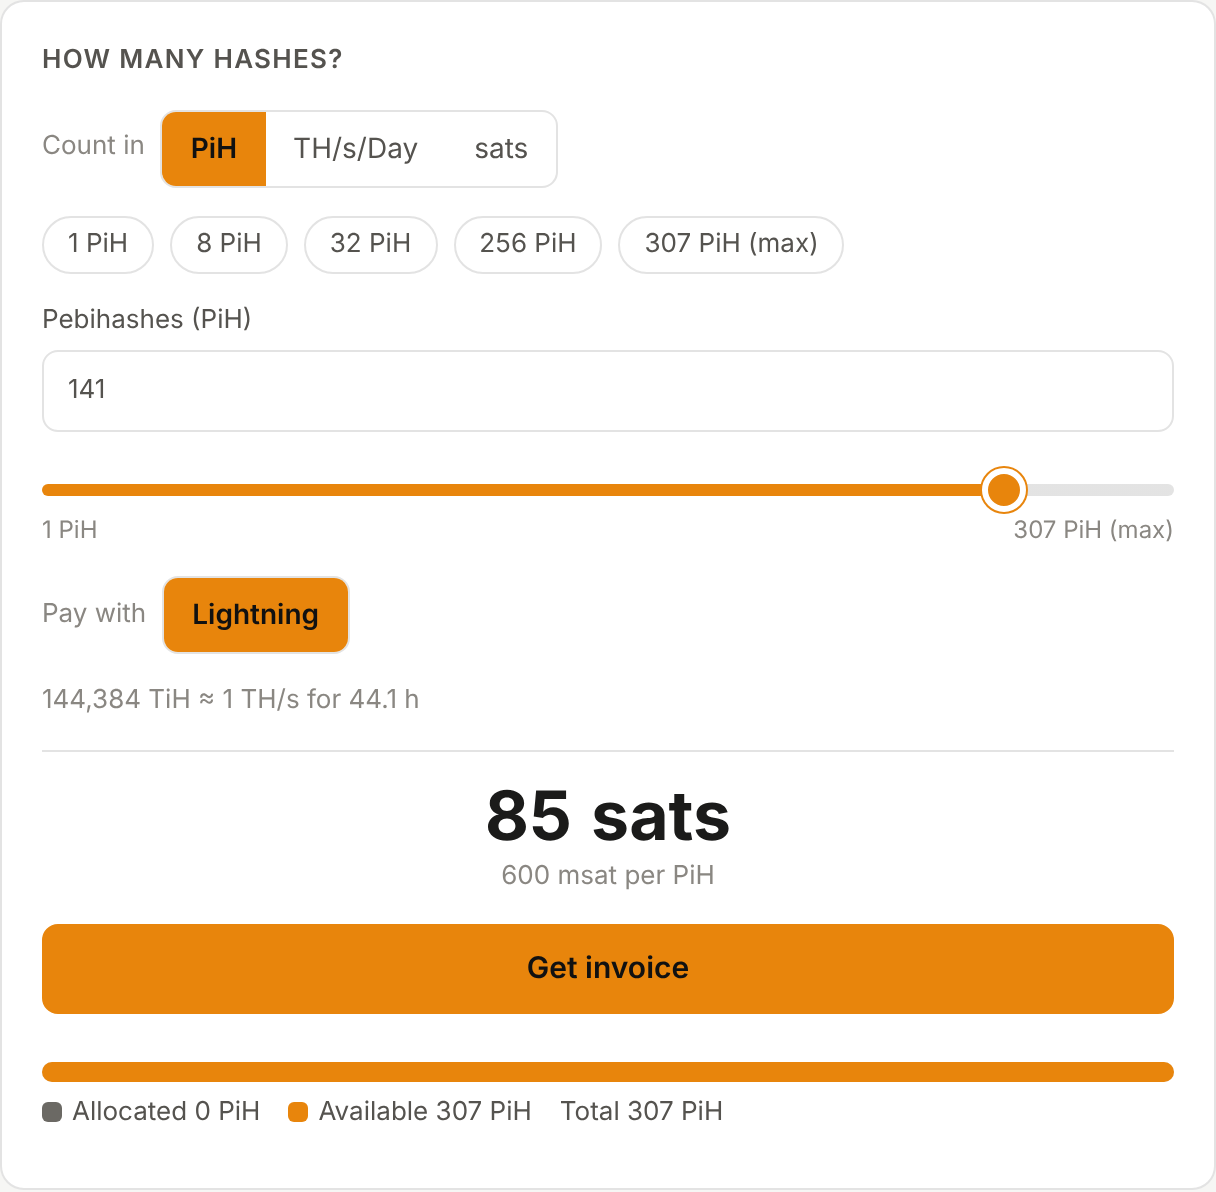 HOW MANY HASHES?
Count in PiH TH/s/Day sats
1 PiH 8 PiH 32 PiH 256 PiH 307 PiH (max)
Pebihashes (PiH)
141
1 PiH 307 PiH (max)
Pay with Lightning
144,384 TiH ≈ 1 TH/s for 44.1 h
85 sats
600 msat per PiH
Get invoice
Allocated 0 PiH Available 307 PiH Total 307 PiH